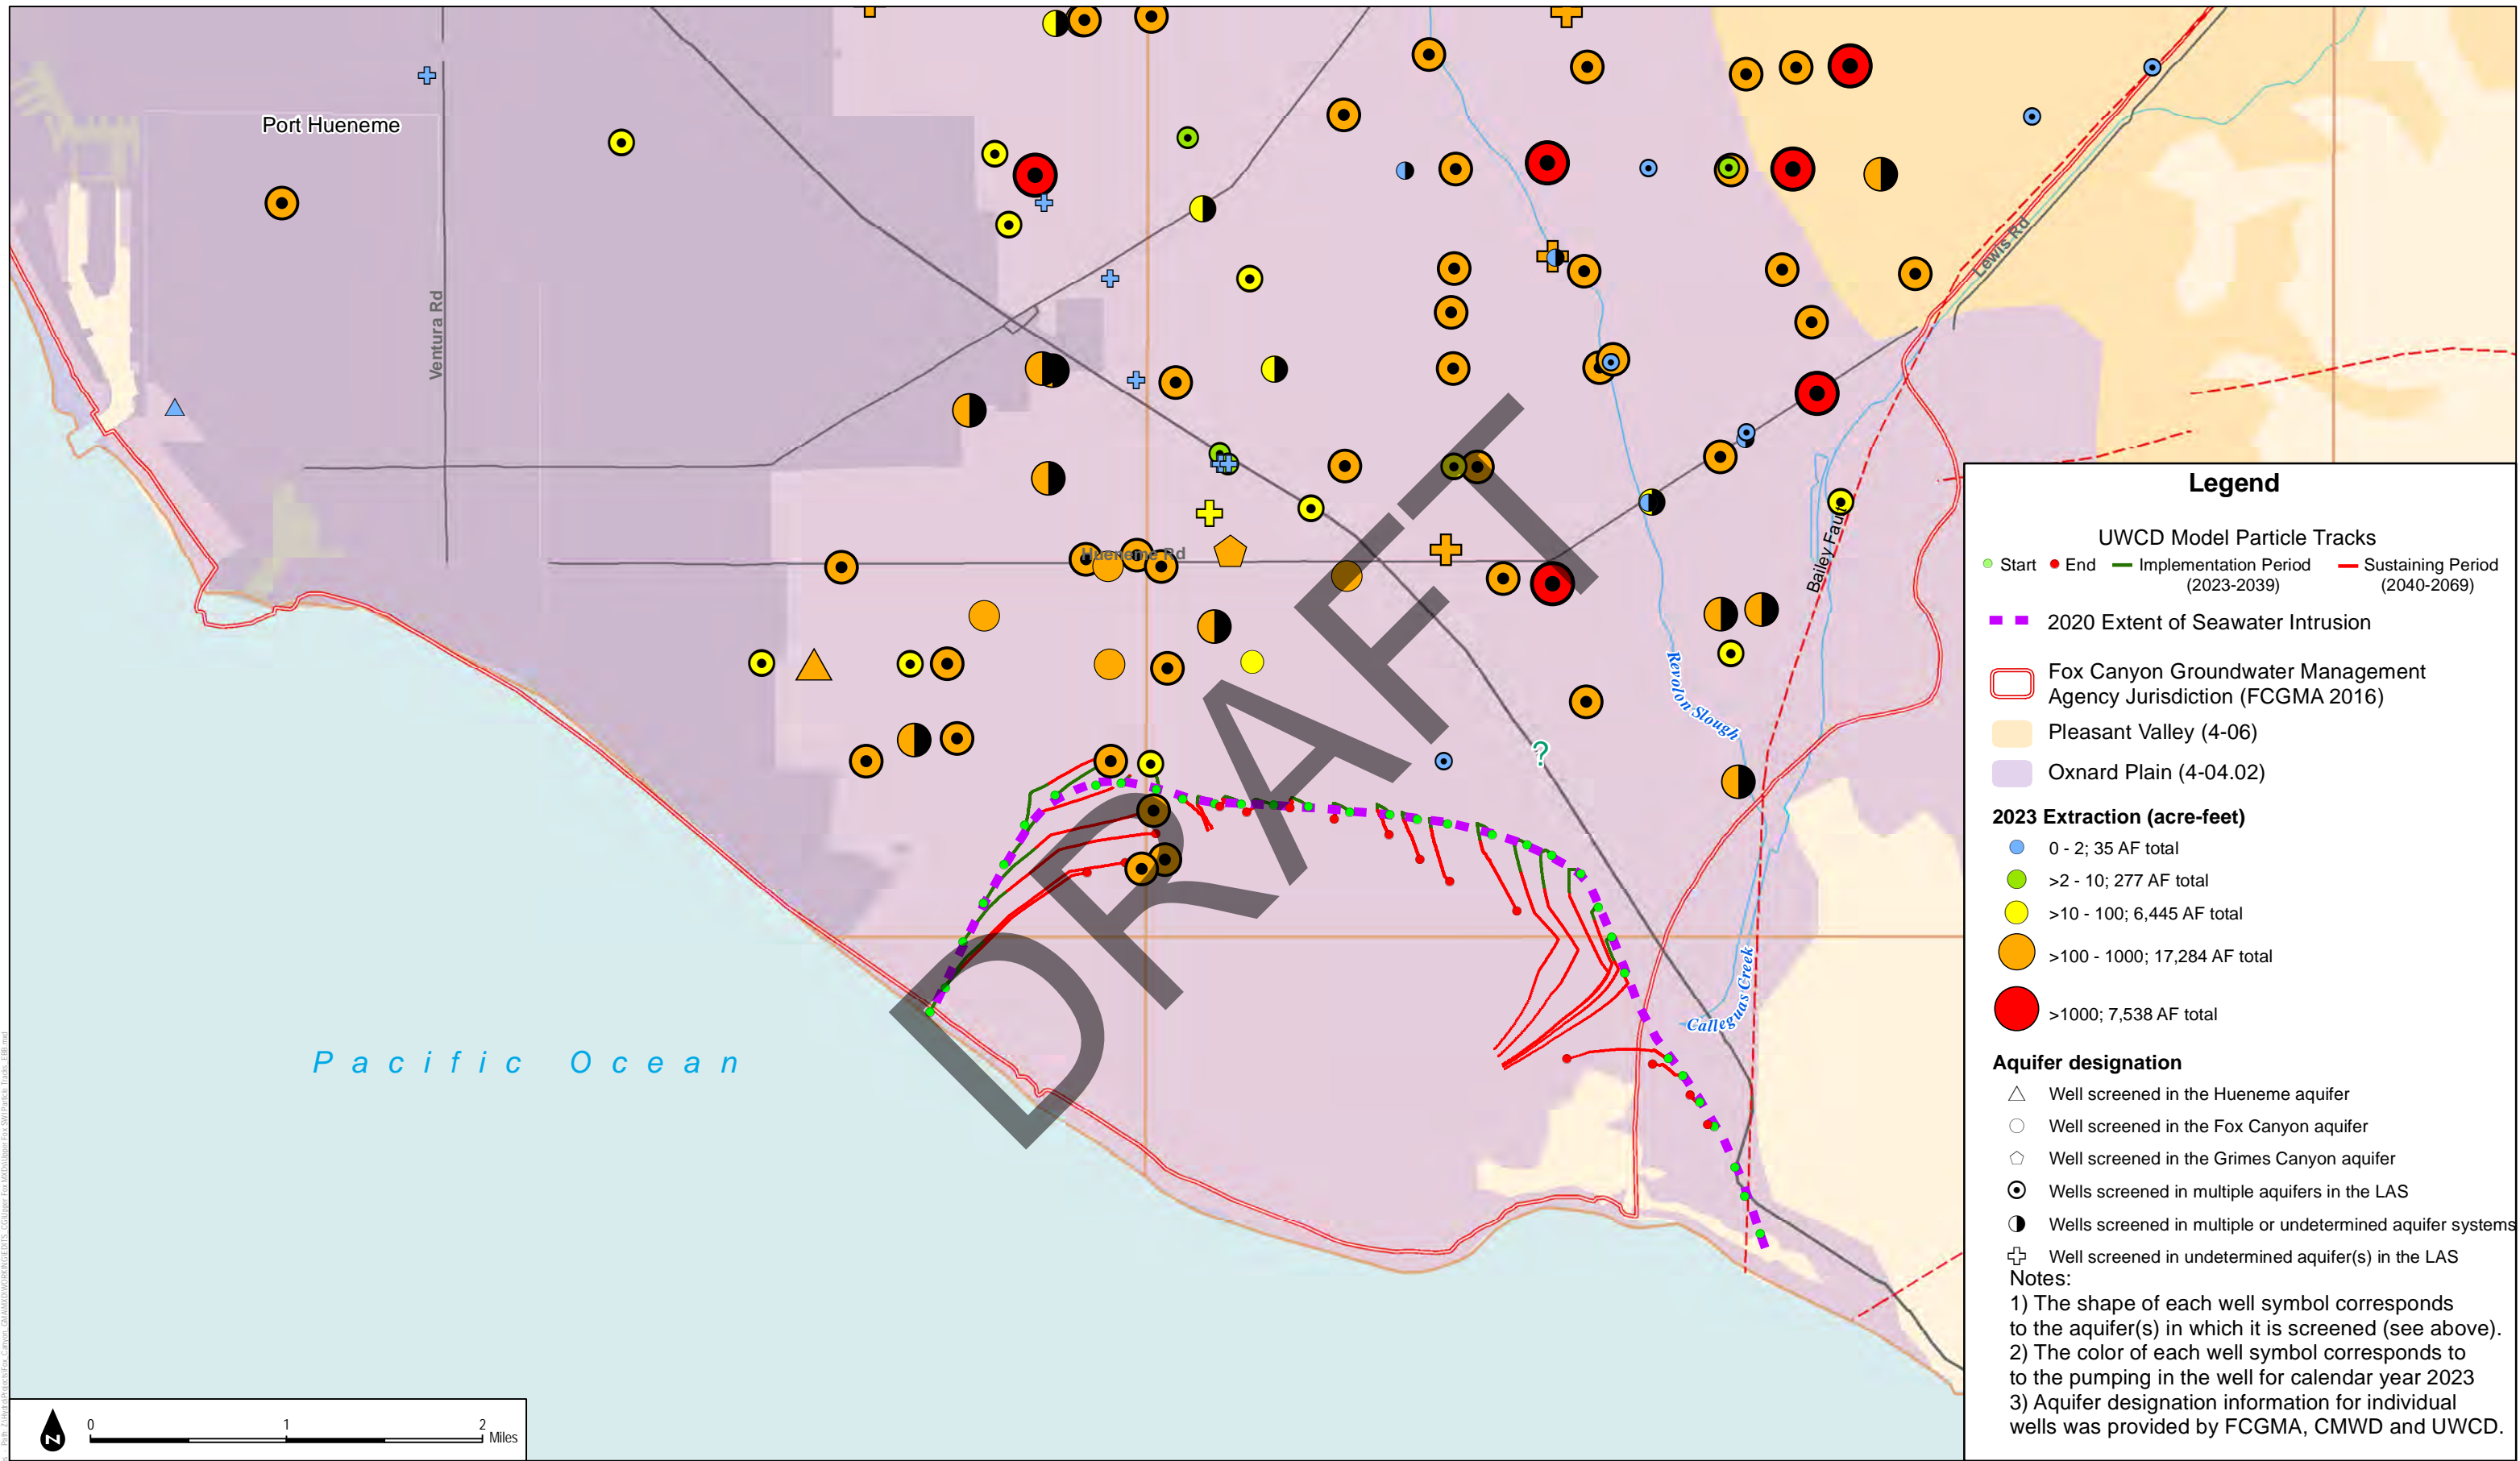 Port Hueneme
Ventura Rd
Lewis Rd
Hueneme Rd
Bailey Fault
Revolon Slough
?
Calleguas Creek
Pacific Ocean
DRAFT
N
0 1 2
Miles
Legend
UWCD Model Particle Tracks
Start End Implementation Period Sustaining Period
(2023-2039) (2040-2069)
2020 Extent of Seawater Intrusion
Fox Canyon Groundwater Management
Agency Jurisdiction (FCGMA 2016)
Pleasant Valley (4-06)
Oxnard Plain (4-04.02)
2023 Extraction (acre-feet)
0 - 2; 35 AF total
>2 - 10; 277 AF total
>10 - 100; 6,445 AF total
>100 - 1000; 17,284 AF total
>1000; 7,538 AF total
Aquifer designation
Well screened in the Hueneme aquifer
Well screened in the Fox Canyon aquifer
Well screened in the Grimes Canyon aquifer
Wells screened in multiple aquifers in the LAS
Wells screened in multiple or undetermined aquifer systems
Well screened in undetermined aquifer(s) in the LAS
Notes:
1) The shape of each well symbol corresponds
to the aquifer(s) in which it is screened (see above).
2) The color of each well symbol corresponds to
to the pumping in the well for calendar year 2023
3) Aquifer designation information for individual
wells was provided by FCGMA, CMWD and UWCD.